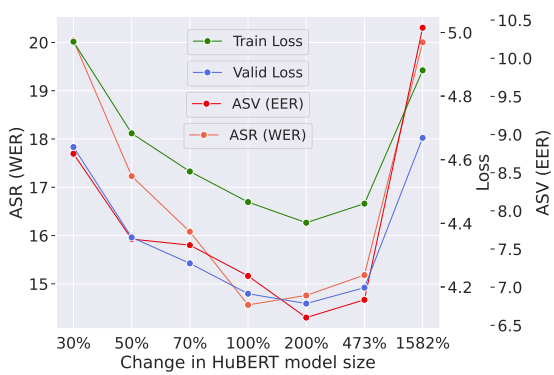 Train Loss
Valid Loss
ASV (EER)
ASR (WER)
ASR (WER)
20
19
18
17
16
15
5.0
4.8
4.6
4.4
4.2
Loss
10.5
10.0
9.5
9.0
8.5
8.0
7.5
7.0
6.5
ASV (EER)
30% 50% 70% 100% 200% 473% 1582%
Change in HuBERT model size